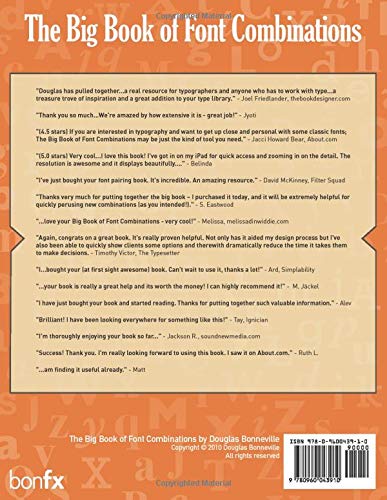 The Big Book of Font Combinations
"Douglas has pulled together...a real resource for typographers and anyone who has to work with type...a
treasure trove of inspiration and a great addition to your type library." - Joel Friedlander, thebookdesigner.com
"Thank you so much...We're amazed by how extensive it is - great job!" - Jyoti
"(4.5 stars) If you are interested in typography and want to get up close and personal with some classic fonts;
The Big Book of Font Combinations may be just the kind of tool you need." - Jacci Howard Bear, About.com
"(5.0 stars) Very cool...I love this book! I've got in on my iPad for quick access and zooming in on the detail. The
resolution is awesome and it displays beautifully...." - Belinda
"I've just bought your font pairing book. It's incredible. An amazing resource." - David McKinney, Filter Squad
"Thanks very much for putting together the big book - I purchased it today, and it will be extremely helpful for
quickly perusing new combinations (as you intended!)." - S. Eastwood
"...love your Big Book of Font Combinations - very cool!" - Melissa, melissadinwiddie.com
"Again, congrats on a great book. It's really proven helpful. Not only has it aided my design process but I've
also been able to quickly show clients some options and therewith dramatically reduce the time it takes them
to make decisions. - Timothy Victor, The Typesetter
"I...bought your (at first sight awesome) book. Can't wait to use it, thanks a lot!" - Ard, Simplability
"...your book is really a great help and its worth the money! I can highly recommend it!" - M. Jäckel
"I have just bought your book and started reading. Thanks for putting together such valuable information." - Alev
"Brilliant! I have been looking everywhere for something like this!" - Tay, Ignician
"I'm thoroughly enjoying your book so far..." - Jackson R., soundnewmedia.com
"Success! Thank you. I'm really looking forward to using this book. I saw it on About.com." - Ruth L.
"...am finding it useful already." - Matt
The Big Book of Font Combinations by Douglas Bonneville
Copyright © 2010 Douglas Bonneville
All rights reserved
ISBN 978-0-9600439-1-0
90000
9 780960 043910
bonfx